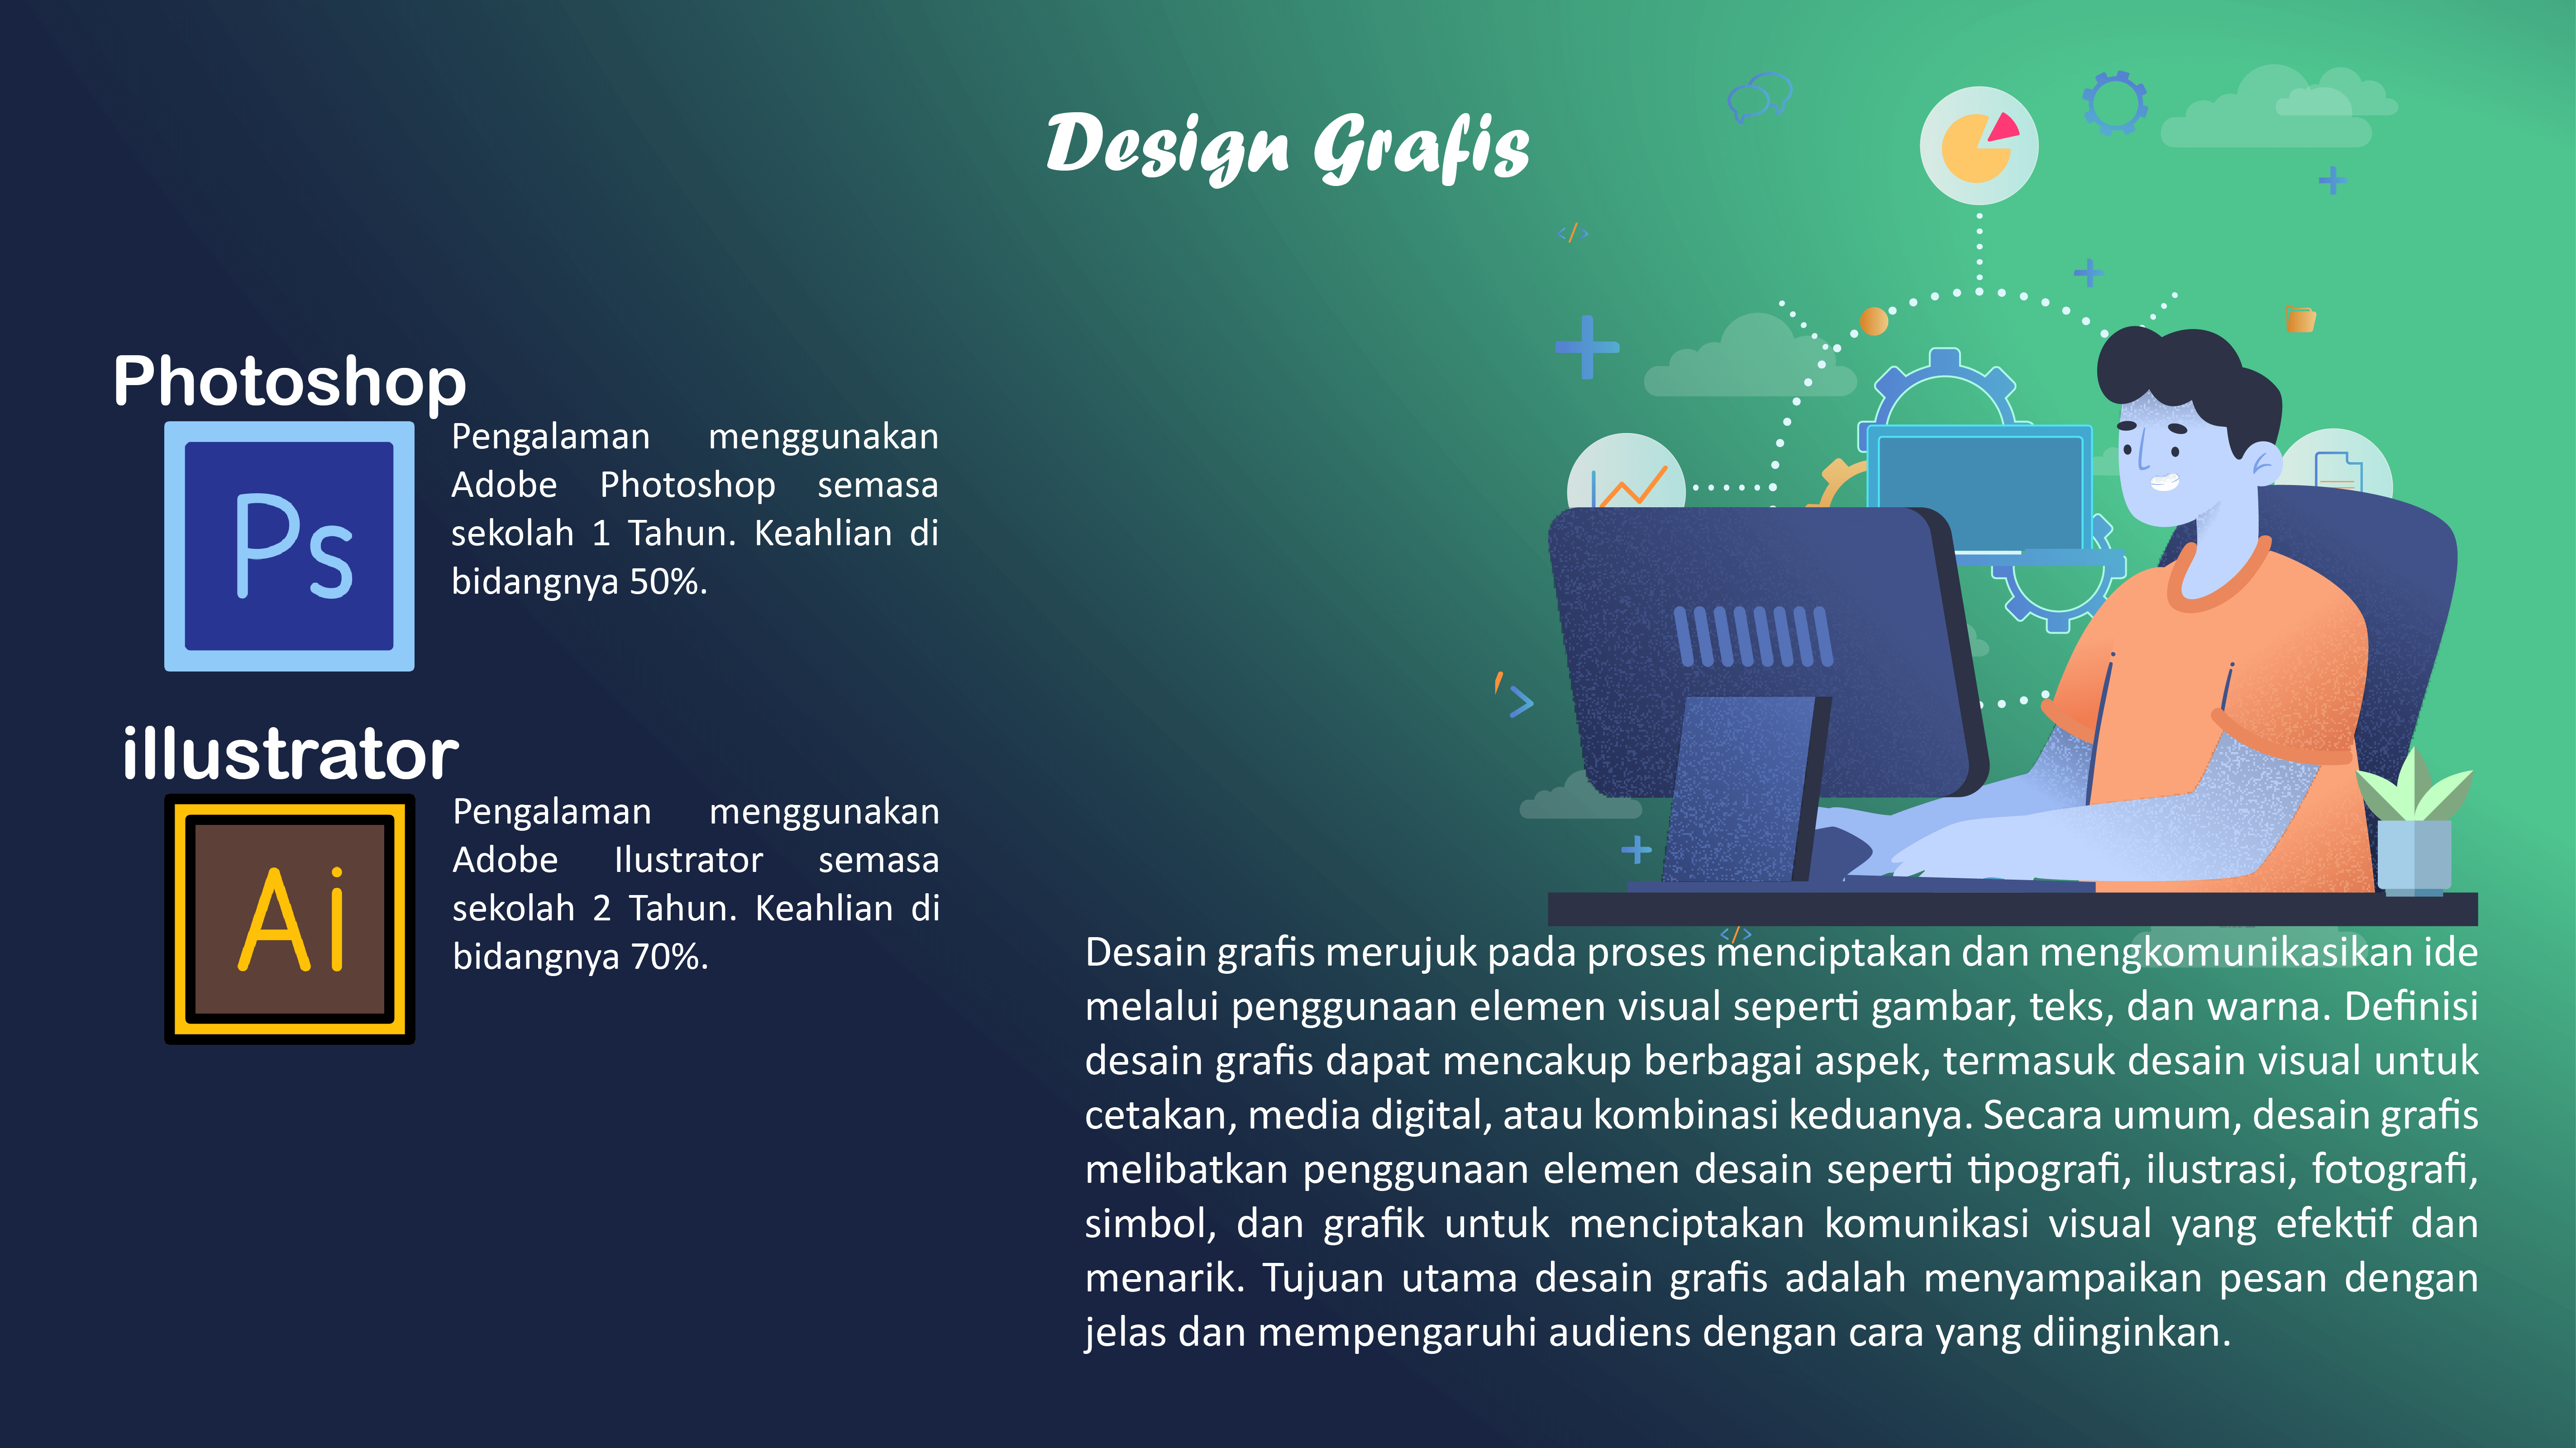 Design Grafis
Photoshop
Ps
Pengalaman menggunakan
Adobe Photoshop semasa
sekolah 1 Tahun. Keahlian di
bidangnya 50%.
illustrator
Ai
Pengalaman menggunakan
Adobe Ilustrator semasa
sekolah 2 Tahun. Keahlian di
bidangnya 70%.
Desain grafis merujuk pada proses menciptakan dan mengkomunikasikan ide
melalui penggunaan elemen visual seperti gambar, teks, dan warna. Definisi
desain grafis dapat mencakup berbagai aspek, termasuk desain visual untuk
cetakan, media digital, atau kombinasi keduanya. Secara umum, desain grafis
melibatkan penggunaan elemen desain seperti tipografi, ilustrasi, fotografi,
simbol, dan grafik untuk menciptakan komunikasi visual yang efektif dan
menarik. Tujuan utama desain grafis adalah menyampaikan pesan dengan
jelas dan mempengaruhi audiens dengan cara yang diinginkan.